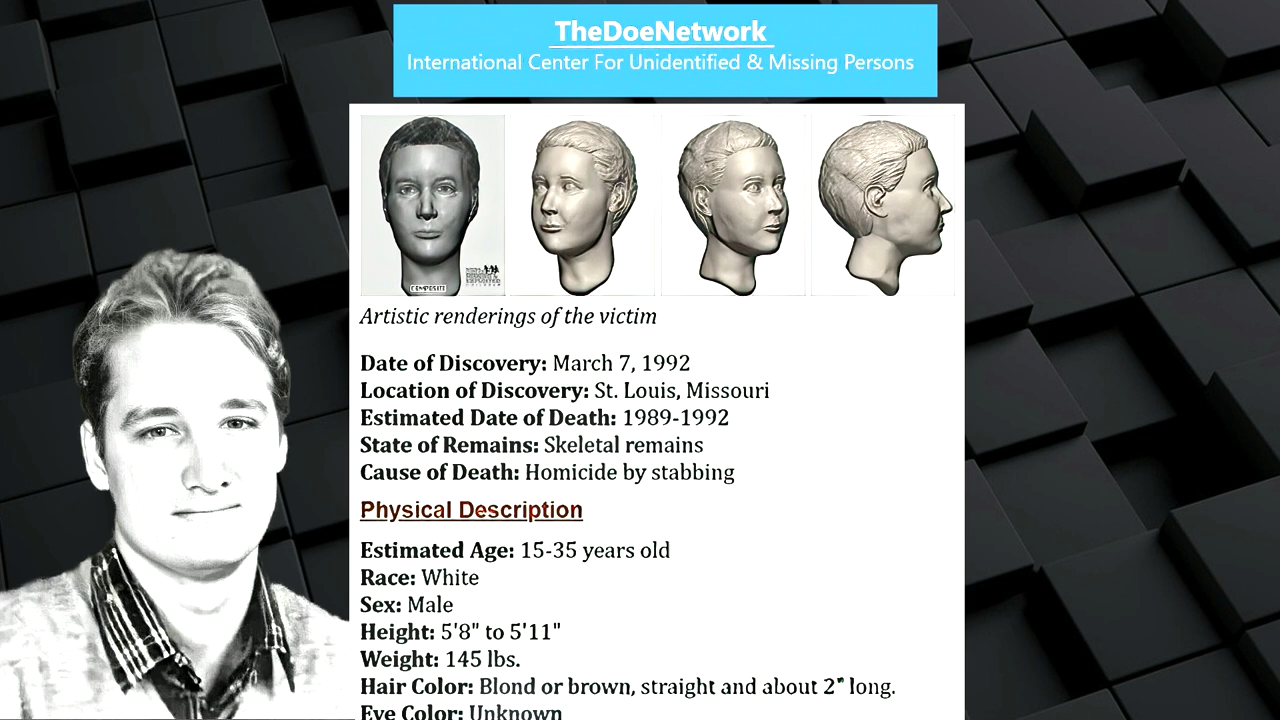 TheDoeNetwork
International Center For Unidentified & Missing Persons
COMPOSITE
Artistic renderings of the victim
Date of Discovery: March 7, 1992
Location of Discovery: St. Louis, Missouri
Estimated Date of Death: 1989-1992
State of Remains: Skeletal remains
Cause of Death: Homicide by stabbing
Physical Description
Estimated Age: 15-35 years old
Race: White
Sex: Male
Height: 5'8" to 5'11"
Weight: 145 lbs.
Hair Color: Blond or brown, straight and about 2" long.
Eye Color: Unknown